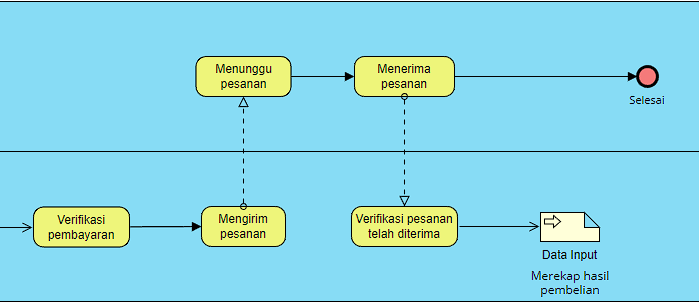 Menunggu
pesanan
Menerima
pesanan
Selesai
Verifikasi
pembayaran
Mengirim
pesanan
Verifikasi pesanan
telah diterima
Data Input
Merekap hasil
pembelian